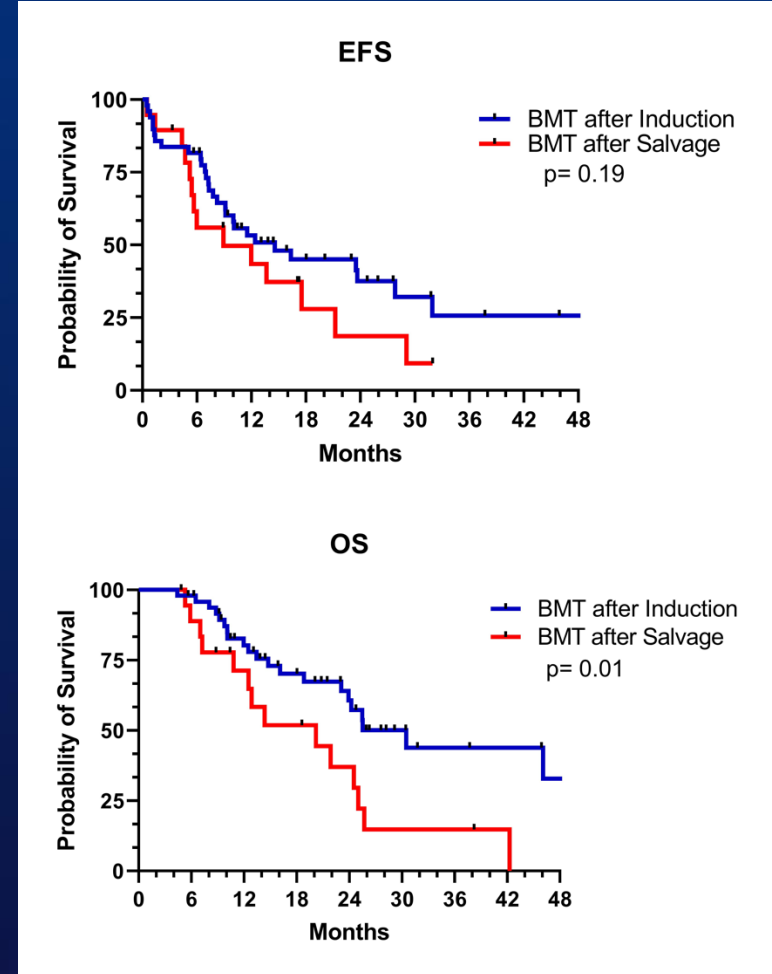 EFS
BMT after Induction
BMT after Salvage
p= 0.19
Probability of Survival
100
75
50
25
0
0 6 12 18 24 30 36 42 48
Months
OS
BMT after Induction
BMT after Salvage
p= 0.01
Probability of Survival
100
75
50
25
0
0 6 12 18 24 30 36 42 48
Months